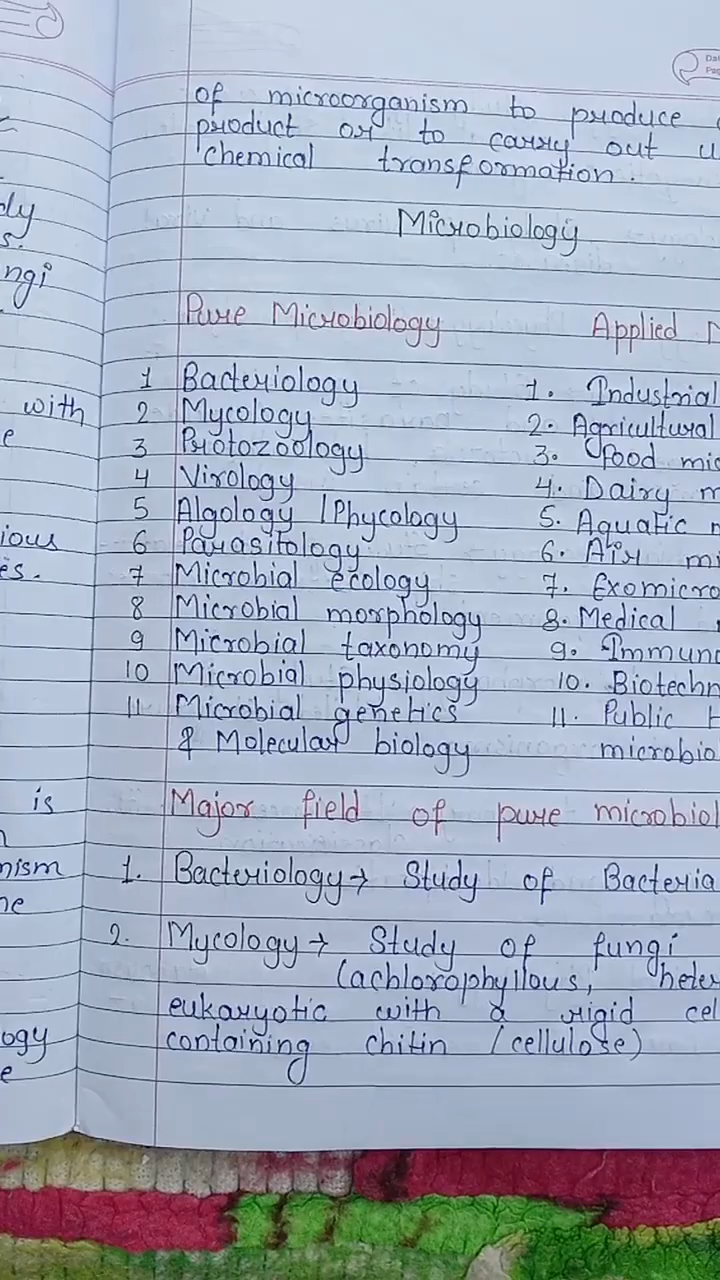 of microorganism to produce
product or to carry out
chemical transformation.
Microbiology
Pure Microbiology Applied
1 Bacteriology 1. Industrial
2 Mycology 2. Agricultural
3 Protozoology 3. food
4 Virology 4. Dairy
5 Algology / Phycology 5. Aquatic
6 Parasitology 6. Air
7 Microbial ecology 7.
8 Microbial morphology 8. Medical
9 Microbial taxonomy 9.
10 Microbial physiology 10.
11 Microbial genetics 11. Public
& Molecular biology
Major field of pure
1. Bacteriology → Study of Bacteria
2. Mycology → Study of fungi
(achlorophyllous,
eukaryotic with a rigid
containing chitin (cellulose)
with
is